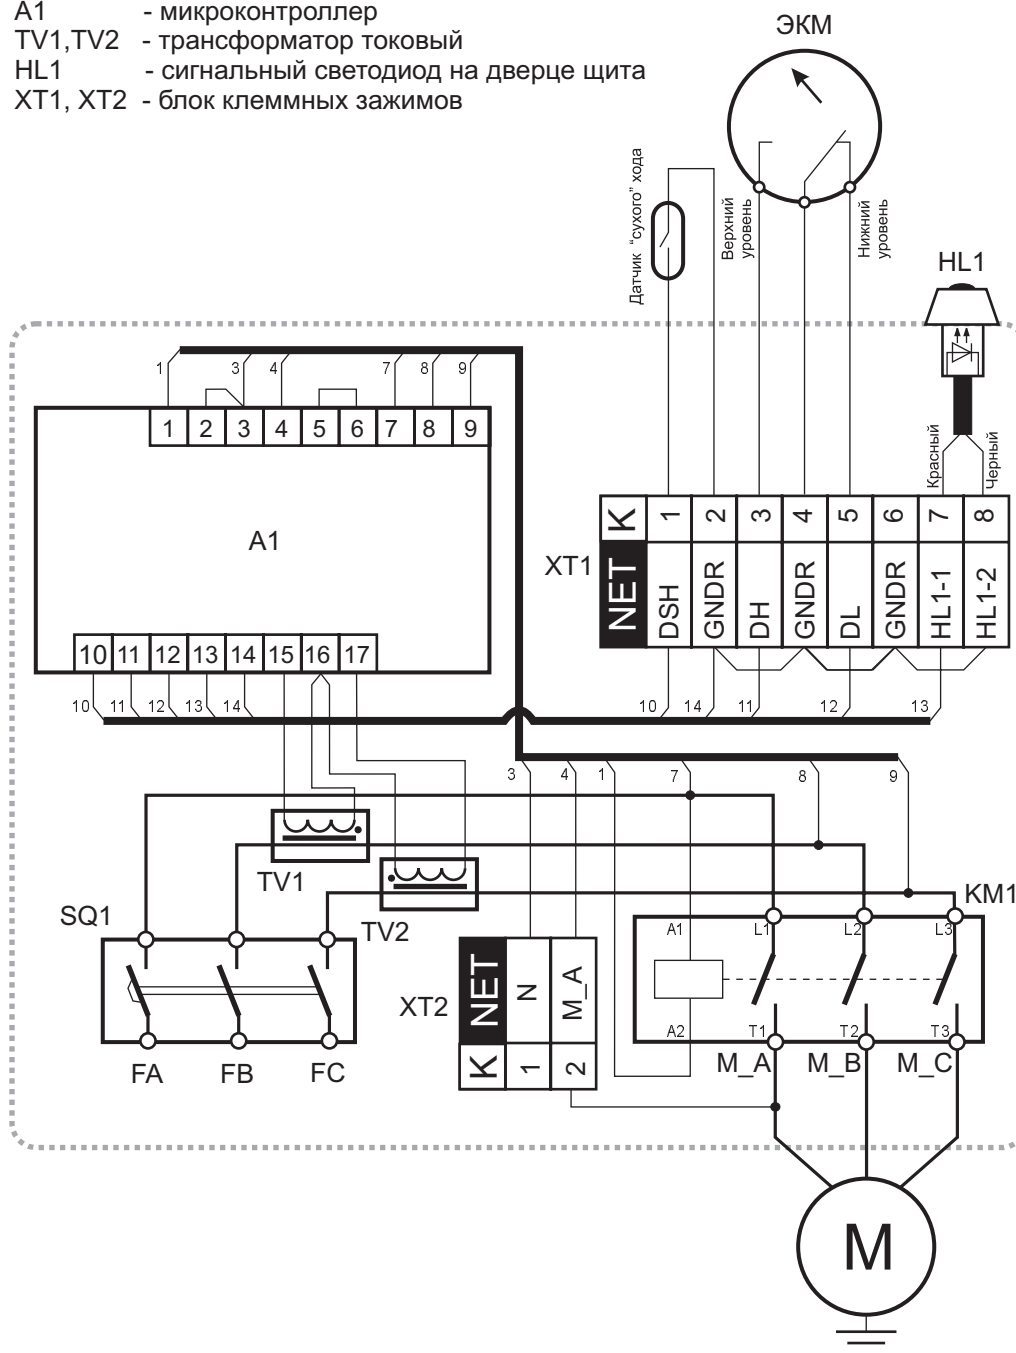 A1 - микроконтроллер
TV1,TV2 - трансформатор токовый
HL1 - сигнальный светодиод на дверце щита
XT1, XT2 - блок клеммных зажимов
ЭКМ
Датчик "сухого" хода
Верхний
уровень
Нижний
уровень
HL1
Красный
Черный
1 3 4 7 8 9
1 2 3 4 5 6 7 8 9
A1
10 11 12 13 14 15 16 17
10 11 12 13 14
XT1
K 1 2 3 4 5 6 7 8
NET DSH GNDR DH GNDR DL GNDR HL1-1 HL1-2
10 14 11 12 13
3 4 1 7 8 9
TV1
TV2
SQ1
FA FB FC
XT2
NET N M_A
K 1 2
KM1
A1 L1 L2 L3
A2 T1 T2 T3
M_A M_B M_C
M